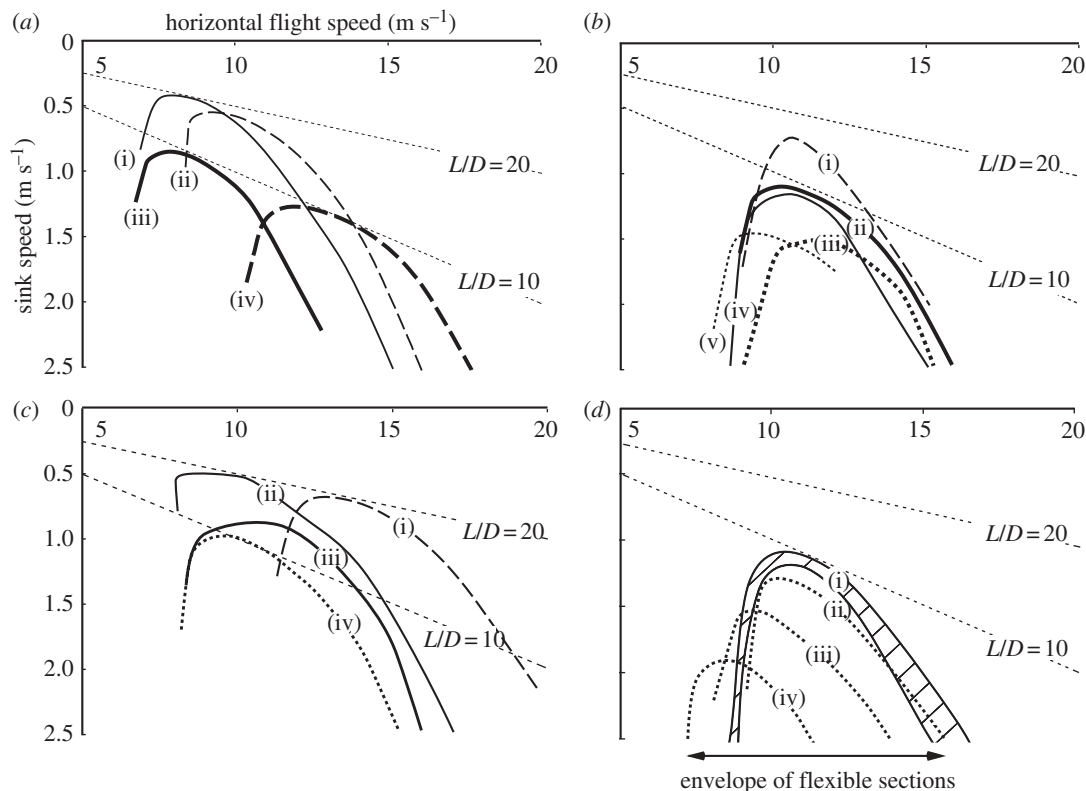 (a) horizontal flight speed (m s⁻¹)
0 5 10 15 20
0.5
1.0
1.5
2.0
2.5
sink speed (m s⁻¹)
(i)
(ii)
(iii)
(iv)
L/D = 20
L/D = 10
(b)
5 10 15 20
(i)
(ii)
(iii)
(iv)
(v)
L/D = 20
L/D = 10
(c)
0 5 10 15 20
0.5
1.0
1.5
2.0
2.5
(i)
(ii)
(iii)
(iv)
L/D = 20
L/D = 10
(d)
5 10 15 20
(i)
(ii)
(iii)
(iv)
L/D = 20
L/D = 10
envelope of flexible sections